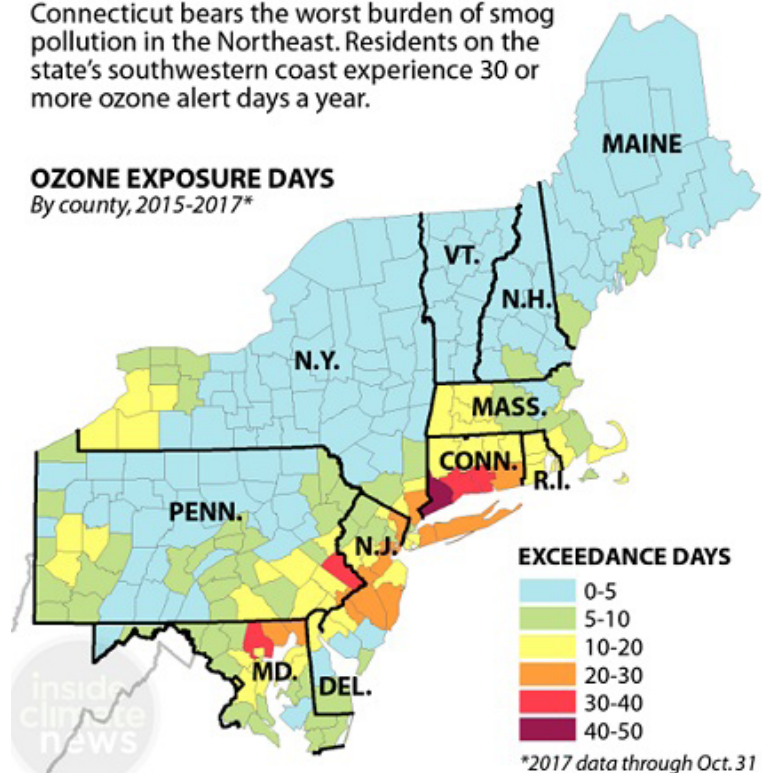 Connecticut bears the worst burden of smog
pollution in the Northeast. Residents on the
state's southwestern coast experience 30 or
more ozone alert days a year.
OZONE EXPOSURE DAYS
By county, 2015-2017*
MAINE
VT.
N.H.
N.Y.
MASS.
CONN.
R.I.
PENN.
N.J.
MD.
DEL.
EXCEEDANCE DAYS
0-5
5-10
10-20
20-30
30-40
40-50
*2017 data through Oct. 31
inside
climate
news